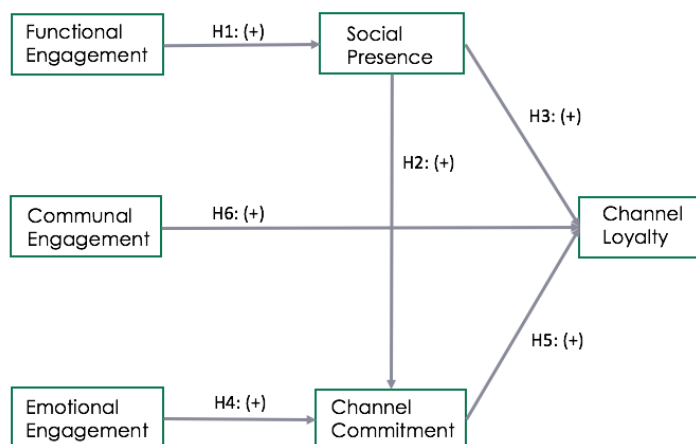 Functional
Engagement
H1: (+)
Social
Presence
H3: (+)
H2: (+)
Communal
Engagement
H6: (+)
Channel
Loyalty
H5: (+)
Emotional
Engagement
H4: (+)
Channel
Commitment